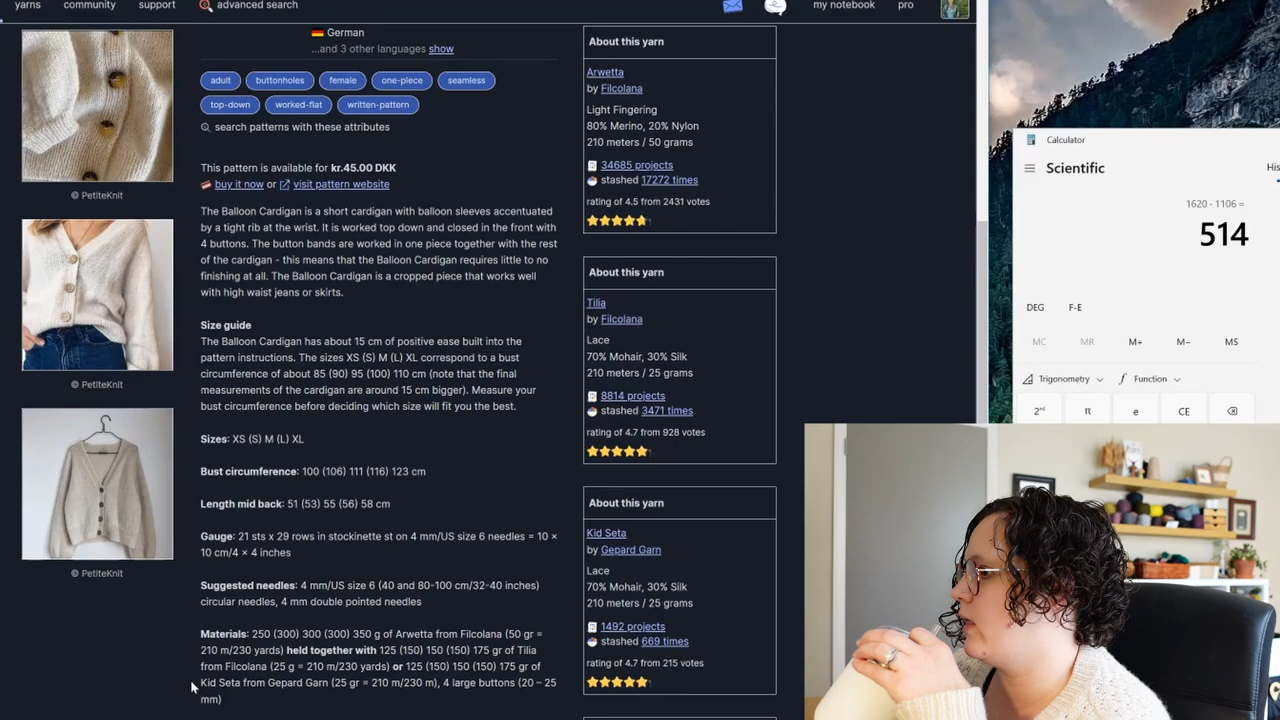 yarns community support advanced search my notebook pro
German
...and 3 other languages show
adult buttonholes female one-piece seamless
top-down worked-flat written-pattern
search patterns with these attributes
This pattern is available for kr.45.00 DKK
buy it now or visit pattern website
The Balloon Cardigan is a short cardigan with balloon sleeves accentuated
by a tight rib at the wrist. It is worked top down and closed in the front with
4 buttons. The button bands are worked in one piece together with the rest
of the cardigan - this means that the Balloon Cardigan requires little to no
finishing at all. The Balloon Cardigan is a cropped piece that works well
with high waist jeans or skirts.
Size guide
The Balloon Cardigan has about 15 cm of positive ease built into the
pattern instructions. The sizes XS (S) M (L) XL correspond to a bust
circumference of about 85 (90) 95 (100) 110 cm (note that the final
measurements of the cardigan are around 15 cm bigger). Measure your
bust circumference before deciding which size will fit you the best.
Sizes: XS (S) M (L) XL
Bust circumference: 100 (106) 111 (116) 123 cm
Length mid back: 51 (53) 55 (56) 58 cm
Gauge: 21 sts x 29 rows in stockinette st on 4 mm/US size 6 needles = 10 ×
10 cm/4 × 4 inches
Suggested needles: 4 mm/US size 6 (40 and 80-100 cm/32-40 inches)
circular needles, 4 mm double pointed needles
Materials: 250 (300) 300 (300) 350 g of Arwetta from Filcolana (50 gr =
210 m/230 yards) held together with 125 (150) 150 (150) 175 gr of Tilia
from Filcolana (25 g = 210 m/230 yards) or 125 (150) 150 (150) 175 gr of
Kid Seta from Gepard Garn (25 gr = 210 m/230 m), 4 large buttons (20 – 25
mm)
© PetiteKnit
© PetiteKnit
© PetiteKnit
About this yarn
Arwetta
by Filcolana
Light Fingering
80% Merino, 20% Nylon
210 meters / 50 grams
34685 projects
stashed 17272 times
rating of 4.5 from 2431 votes
About this yarn
Tilia
by Filcolana
Lace
70% Mohair, 30% Silk
210 meters / 25 grams
8814 projects
stashed 3471 times
rating of 4.7 from 928 votes
About this yarn
Kid Seta
by Gepard Garn
Lace
70% Mohair, 30% Silk
210 meters / 25 grams
1492 projects
stashed 669 times
rating of 4.7 from 215 votes
Calculator
Scientific His
1620 - 1106 =
514
DEG F-E
MC MR M+ M− MS
Trigonometry Function
2nd π e CE